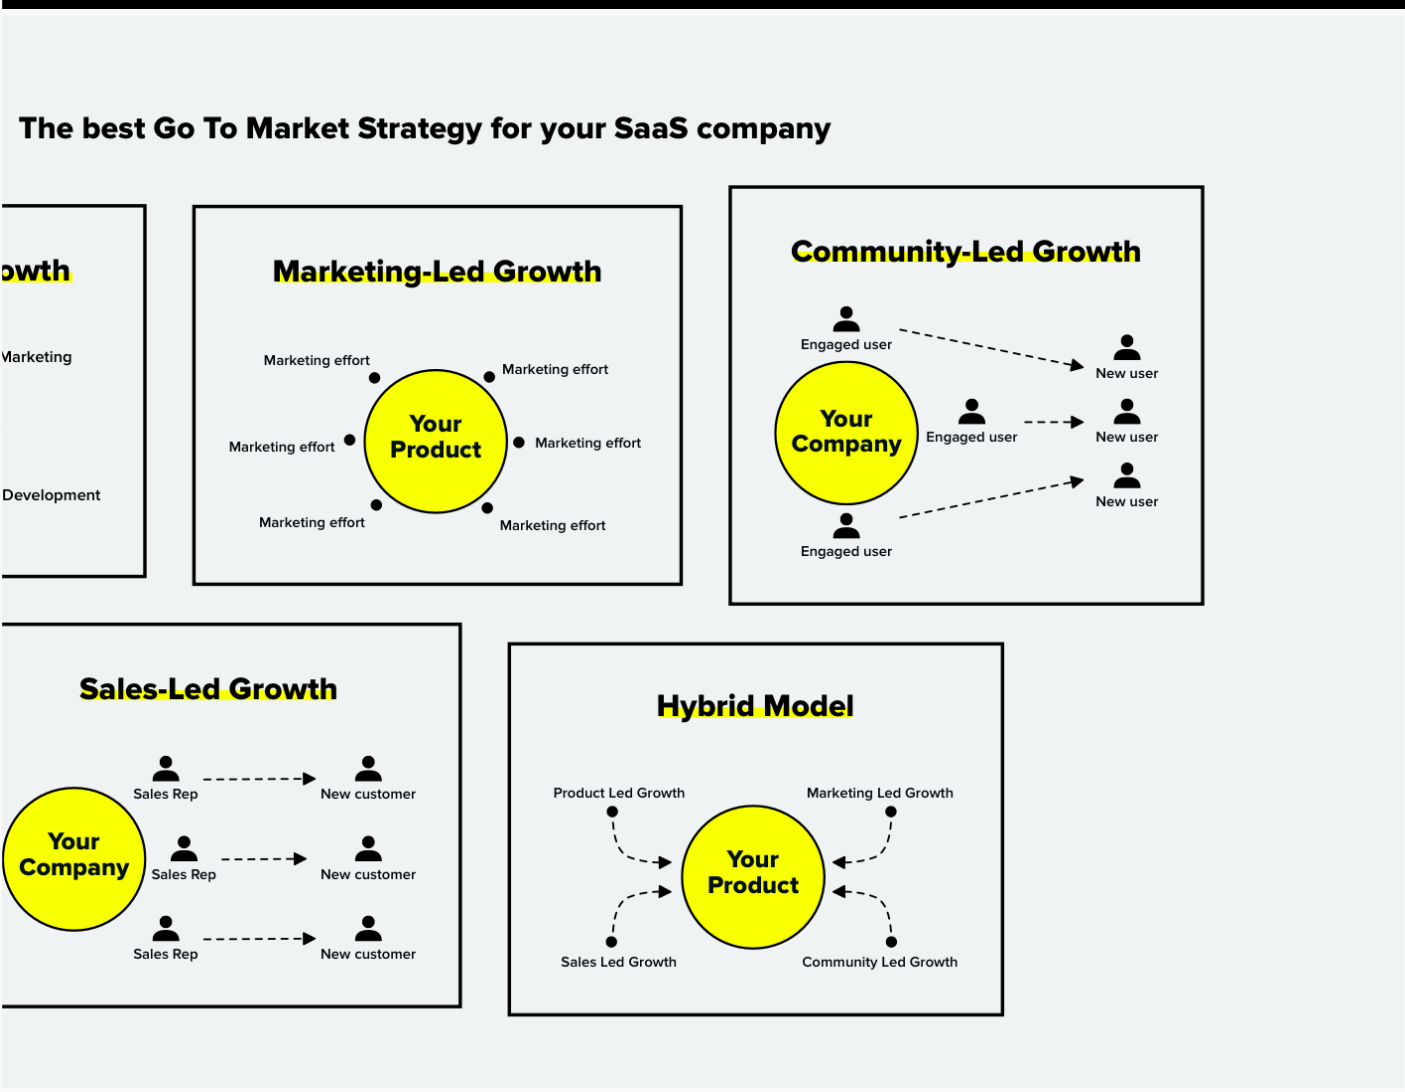 The best Go To Market Strategy for your SaaS company
owth
Marketing
Development
Marketing-Led Growth
Marketing effort
Marketing effort
Marketing effort
Your
Product
Marketing effort
Marketing effort
Marketing effort
Community-Led Growth
Engaged user
New user
Your
Company
Engaged user
New user
New user
Engaged user
Sales-Led Growth
Sales Rep
New customer
Your
Company
Sales Rep
New customer
Sales Rep
New customer
Hybrid Model
Product Led Growth
Marketing Led Growth
Your
Product
Sales Led Growth
Community Led Growth